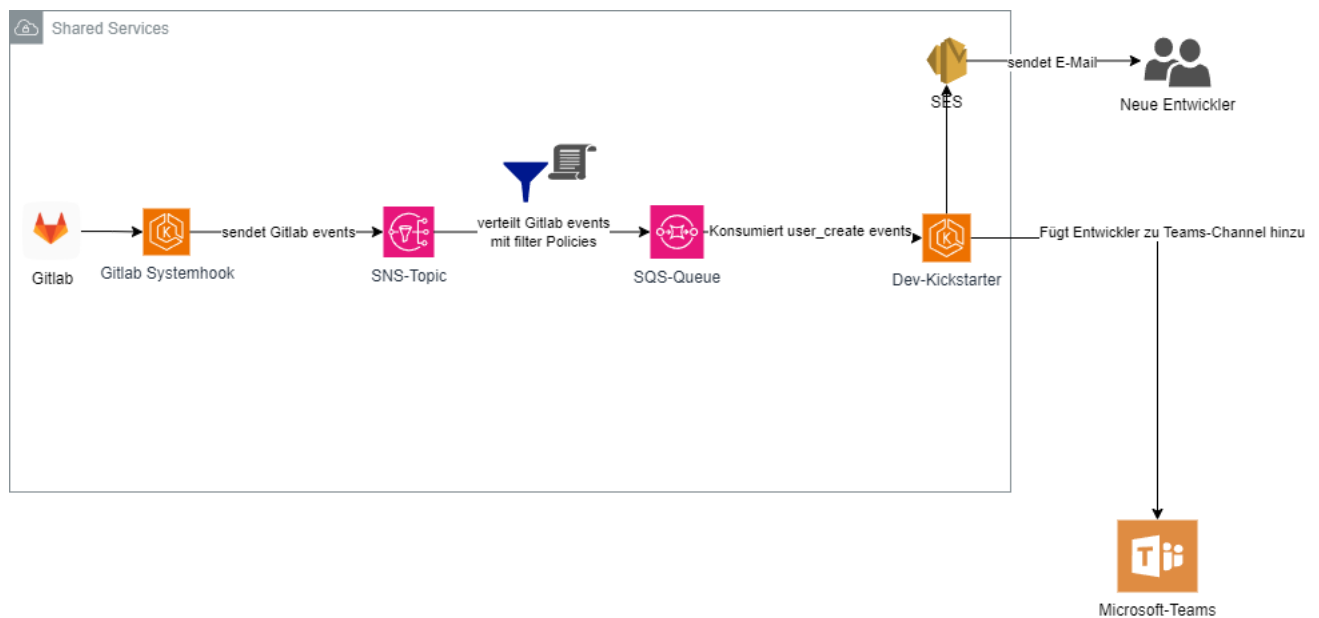 Shared Services
SES
sendet E-Mail
Neue Entwickler
Gitlab
Gitlab Systemhook
sendet Gitlab events
SNS-Topic
verteilt Gitlab events
mit filter Policies
SQS-Queue
Konsumiert user_create events
Dev-Kickstarter
Fügt Entwickler zu Teams-Channel hinzu
Microsoft-Teams